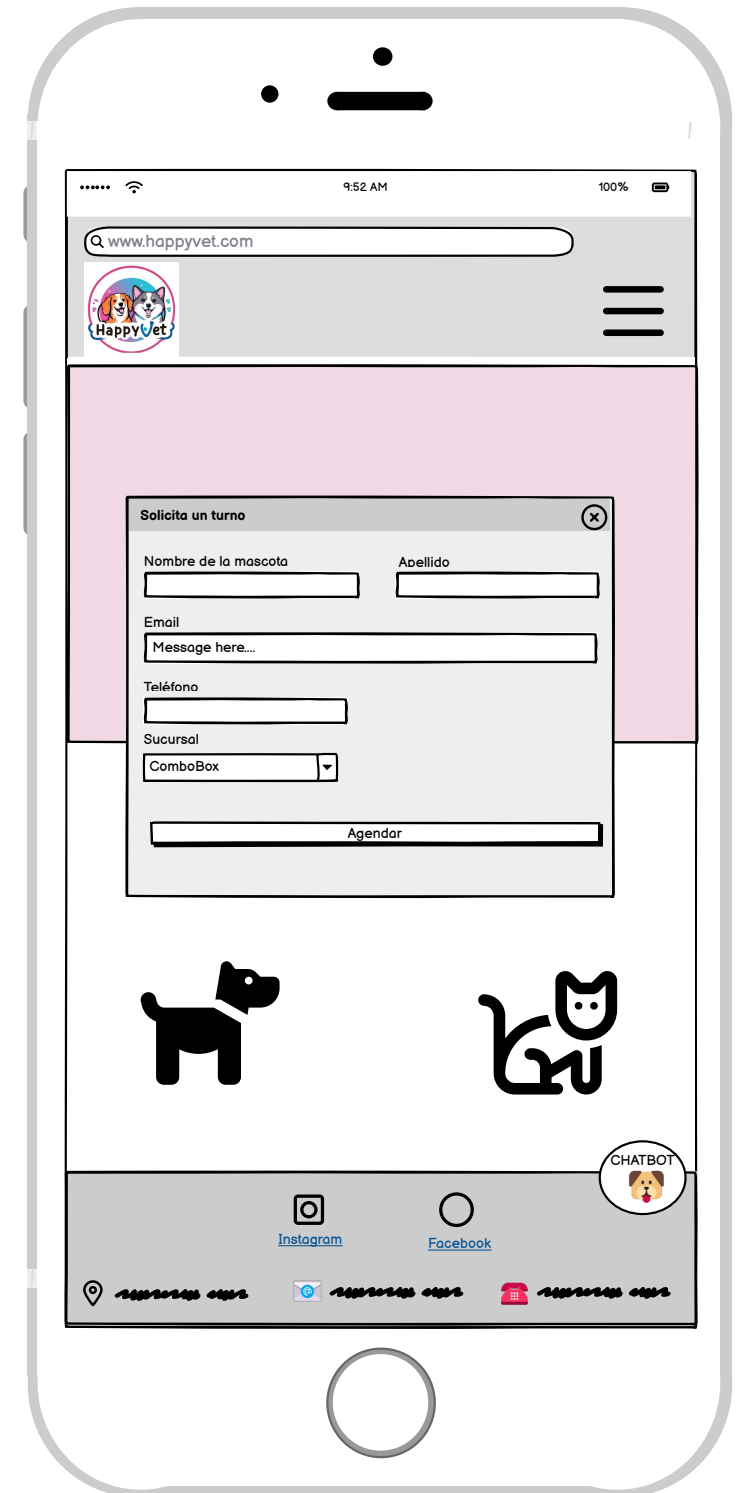 9:52 AM 100%
www.happyvet.com
HappyVet
Solicita un turno
Nombre de la mascota Apellido
Email
Message here....
Teléfono
Sucursal
ComboBox
Agendar
CHATBOT
Instagram Facebook